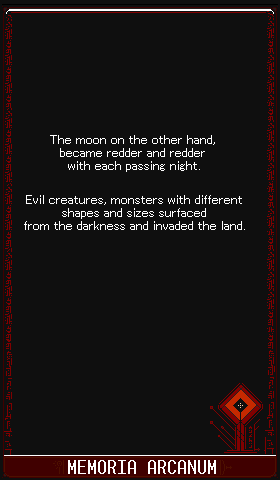 The moon on the other hand,
became redder and redder
with each passing night.
Evil creatures, monsters with different
shapes and sizes surfaced
from the darkness and invaded the land.
MEMORIA ARCANUM